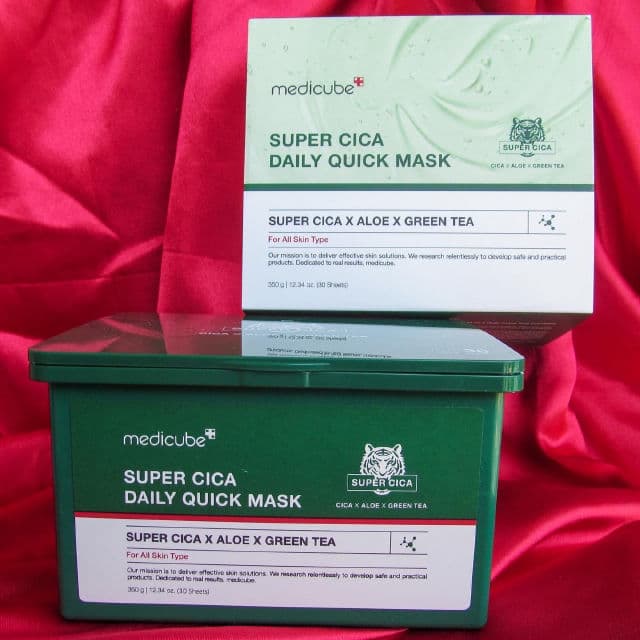 medicube
SUPER CICA
DAILY QUICK MASK
SUPER CICA
CICA X ALOE X GREEN TEA
SUPER CICA X ALOE X GREEN TEA
For All Skin Type
Our mission is to deliver effective skin solutions. We research relentlessly to develop safe and practical
products. Dedicated to real results, medicube.
350 g | 12.34 oz. (30 Sheets)
medicube
SUPER CICA
DAILY QUICK MASK
SUPER CICA
CICA X ALOE X GREEN TEA
SUPER CICA X ALOE X GREEN TEA
For All Skin Type
Our mission is to deliver effective skin solutions. We research relentlessly to develop safe and practical
products. Dedicated to real results, medicube.
350 g | 12.34 oz. (30 Sheets)